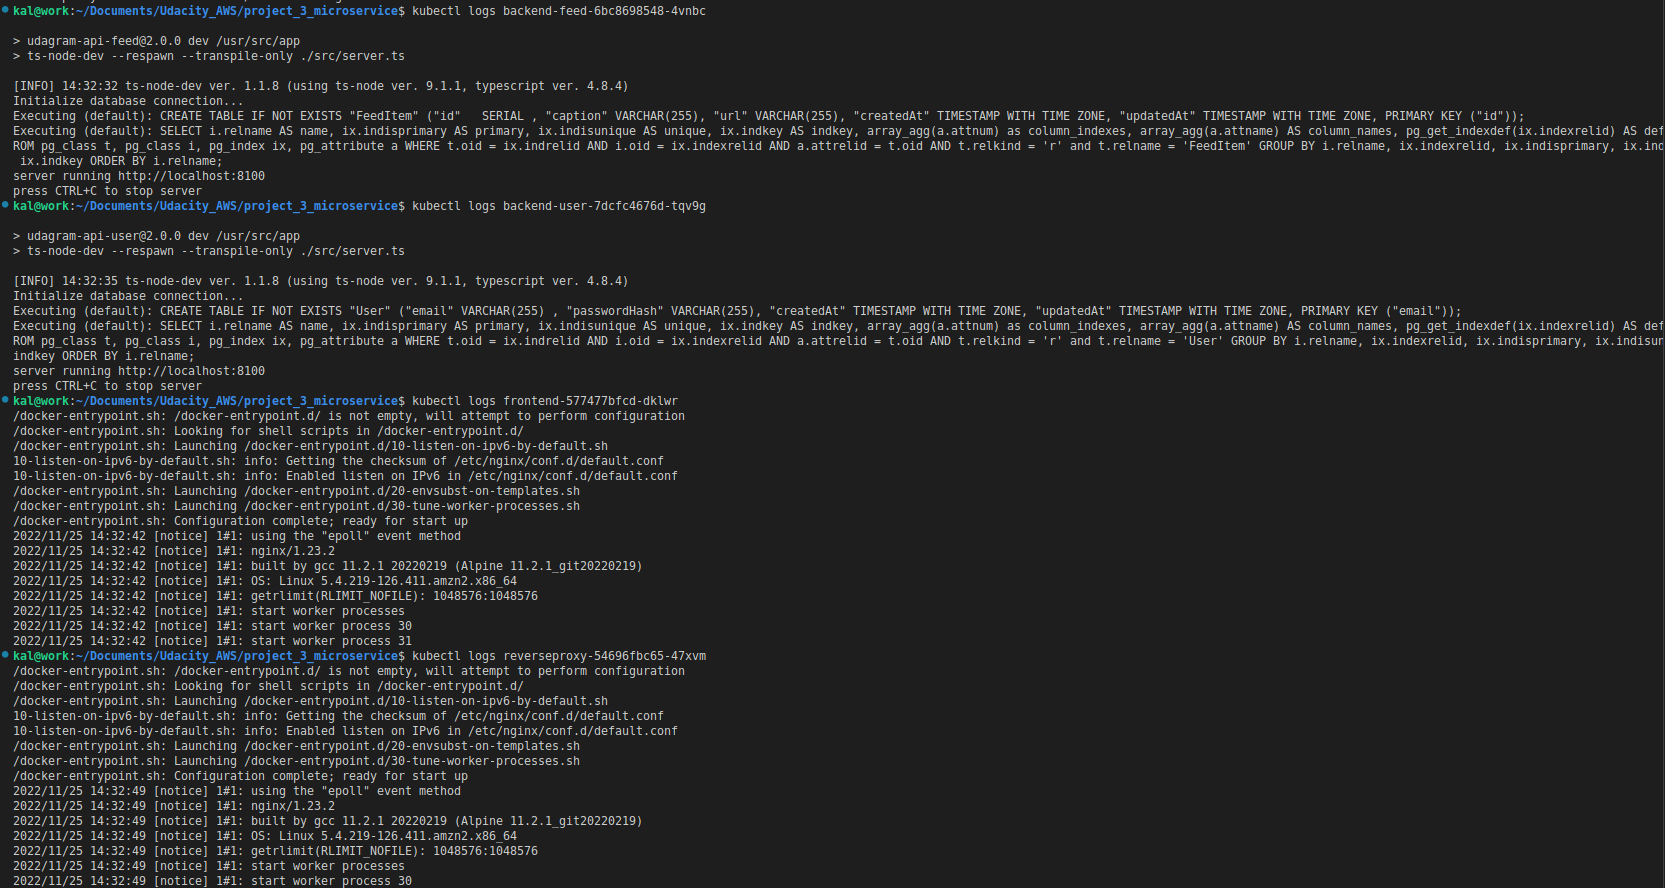 kal@work:~/Documents/Udacity_AWS/project_3_microservice$ kubectl logs backend-feed-6bc8698548-4vnbc
> udagram-api-feed@2.0.0 dev /usr/src/app
> ts-node-dev --respawn --transpile-only ./src/server.ts
[INFO] 14:32:32 ts-node-dev ver. 1.1.8 (using ts-node ver. 9.1.1, typescript ver. 4.8.4)
Initialize database connection...
Executing (default): CREATE TABLE IF NOT EXISTS "FeedItem" ("id"   SERIAL , "caption" VARCHAR(255), "url" VARCHAR(255), "createdAt" TIMESTAMP WITH TIME ZONE, "updatedAt" TIMESTAMP WITH TIME ZONE, PRIMARY KEY ("id"));
Executing (default): SELECT i.relname AS name, ix.indisprimary AS primary, ix.indisunique AS unique, ix.indkey AS indkey, array_agg(a.attnum) as column_indexes, array_agg(a.attname) AS column_names, pg_get_indexdef(ix.indexrelid) AS def
ROM pg_class t, pg_class i, pg_index ix, pg_attribute a WHERE t.oid = ix.indrelid AND i.oid = ix.indexrelid AND a.attrelid = t.oid AND t.relkind = 'r' and t.relname = 'FeedItem' GROUP BY i.relname, ix.indexrelid, ix.indisprimary, ix.ind
ix.indkey ORDER BY i.relname;
server running http://localhost:8100
press CTRL+C to stop server
kal@work:~/Documents/Udacity_AWS/project_3_microservice$ kubectl logs backend-user-7dcfc4676d-tqv9g
> udagram-api-user@2.0.0 dev /usr/src/app
> ts-node-dev --respawn --transpile-only ./src/server.ts
[INFO] 14:32:35 ts-node-dev ver. 1.1.8 (using ts-node ver. 9.1.1, typescript ver. 4.8.4)
Initialize database connection...
Executing (default): CREATE TABLE IF NOT EXISTS "User" ("email" VARCHAR(255) , "passwordHash" VARCHAR(255), "createdAt" TIMESTAMP WITH TIME ZONE, "updatedAt" TIMESTAMP WITH TIME ZONE, PRIMARY KEY ("email"));
Executing (default): SELECT i.relname AS name, ix.indisprimary AS primary, ix.indisunique AS unique, ix.indkey AS indkey, array_agg(a.attnum) as column_indexes, array_agg(a.attname) AS column_names, pg_get_indexdef(ix.indexrelid) AS def
ROM pg_class t, pg_class i, pg_index ix, pg_attribute a WHERE t.oid = ix.indrelid AND i.oid = ix.indexrelid AND a.attrelid = t.oid AND t.relkind = 'r' and t.relname = 'User' GROUP BY i.relname, ix.indexrelid, ix.indisprimary, ix.indisun
indkey ORDER BY i.relname;
server running http://localhost:8100
press CTRL+C to stop server
kal@work:~/Documents/Udacity_AWS/project_3_microservice$ kubectl logs frontend-577477bfcd-dklwr
/docker-entrypoint.sh: /docker-entrypoint.d/ is not empty, will attempt to perform configuration
/docker-entrypoint.sh: Looking for shell scripts in /docker-entrypoint.d/
/docker-entrypoint.sh: Launching /docker-entrypoint.d/10-listen-on-ipv6-by-default.sh
10-listen-on-ipv6-by-default.sh: info: Getting the checksum of /etc/nginx/conf.d/default.conf
10-listen-on-ipv6-by-default.sh: info: Enabled listen on IPv6 in /etc/nginx/conf.d/default.conf
/docker-entrypoint.sh: Launching /docker-entrypoint.d/20-envsubst-on-templates.sh
/docker-entrypoint.sh: Launching /docker-entrypoint.d/30-tune-worker-processes.sh
/docker-entrypoint.sh: Configuration complete; ready for start up
2022/11/25 14:32:42 [notice] 1#1: using the "epoll" event method
2022/11/25 14:32:42 [notice] 1#1: nginx/1.23.2
2022/11/25 14:32:42 [notice] 1#1: built by gcc 11.2.1 20220219 (Alpine 11.2.1_git20220219)
2022/11/25 14:32:42 [notice] 1#1: OS: Linux 5.4.219-126.411.amzn2.x86_64
2022/11/25 14:32:42 [notice] 1#1: getrlimit(RLIMIT_NOFILE): 1048576:1048576
2022/11/25 14:32:42 [notice] 1#1: start worker processes
2022/11/25 14:32:42 [notice] 1#1: start worker process 30
2022/11/25 14:32:42 [notice] 1#1: start worker process 31
kal@work:~/Documents/Udacity_AWS/project_3_microservice$ kubectl logs reverseproxy-54696fbc65-47xvm
/docker-entrypoint.sh: /docker-entrypoint.d/ is not empty, will attempt to perform configuration
/docker-entrypoint.sh: Looking for shell scripts in /docker-entrypoint.d/
/docker-entrypoint.sh: Launching /docker-entrypoint.d/10-listen-on-ipv6-by-default.sh
10-listen-on-ipv6-by-default.sh: info: Getting the checksum of /etc/nginx/conf.d/default.conf
10-listen-on-ipv6-by-default.sh: info: Enabled listen on IPv6 in /etc/nginx/conf.d/default.conf
/docker-entrypoint.sh: Launching /docker-entrypoint.d/20-envsubst-on-templates.sh
/docker-entrypoint.sh: Launching /docker-entrypoint.d/30-tune-worker-processes.sh
/docker-entrypoint.sh: Configuration complete; ready for start up
2022/11/25 14:32:49 [notice] 1#1: using the "epoll" event method
2022/11/25 14:32:49 [notice] 1#1: nginx/1.23.2
2022/11/25 14:32:49 [notice] 1#1: built by gcc 11.2.1 20220219 (Alpine 11.2.1_git20220219)
2022/11/25 14:32:49 [notice] 1#1: OS: Linux 5.4.219-126.411.amzn2.x86_64
2022/11/25 14:32:49 [notice] 1#1: getrlimit(RLIMIT_NOFILE): 1048576:1048576
2022/11/25 14:32:49 [notice] 1#1: start worker processes
2022/11/25 14:32:49 [notice] 1#1: start worker process 30